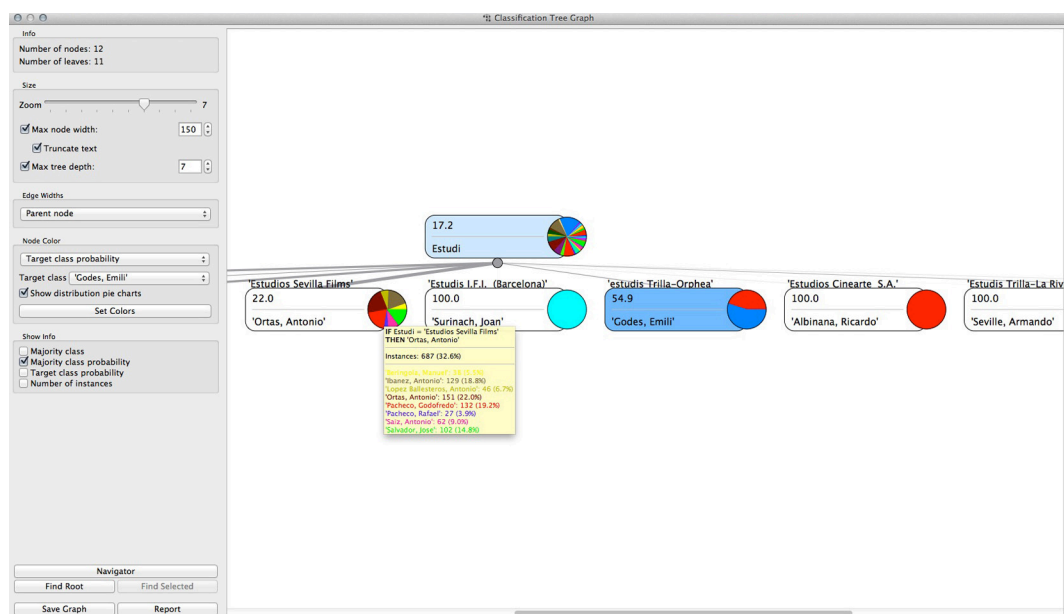 Classification Tree Graph
Info
Number of nodes: 12
Number of leaves: 11
Size
Zoom 7
Max node width: 150
Truncate text
Max tree depth: 7
Edge Widths
Parent node
Node Color
Target class probability
Target class 'Godes, Emili'
Show distribution pie charts
Set Colors
Show Info
Majority class
Majority class probability
Target class probability
Number of instances
Navigator
Find Root Find Selected
Save Graph Report
17.2
Estudi
'Estudios Sevilla Films'
22.0
'Ortas, Antonio'
'Estudis I.F.I. (Barcelona)'
100.0
'Surinach, Joan'
'estudis Trilla-Orphea'
54.9
'Godes, Emili'
'Estudios Cinearte S.A.'
100.0
'Albinana, Ricardo'
'Estudis Trilla-La Riv
100.0
'Seville, Armando'
IF Estudi = 'Estudios Sevilla Films'
THEN 'Ortas, Antonio'
Instances: 687 (32.6%)
'Ibanez, Antonio': 129 (18.8%)
'Lopez Ballesteros, Antonio': 46 (6.7%)
'Ortas, Antonio': 151 (22.0%)
'Pacheco, Godofredo': 132 (19.2%)
'Pacheco, Rafael': 27 (3.9%)
'Saiz, Antonio': 62 (9.0%)
'Salvador, Jose': 102 (14.8%)